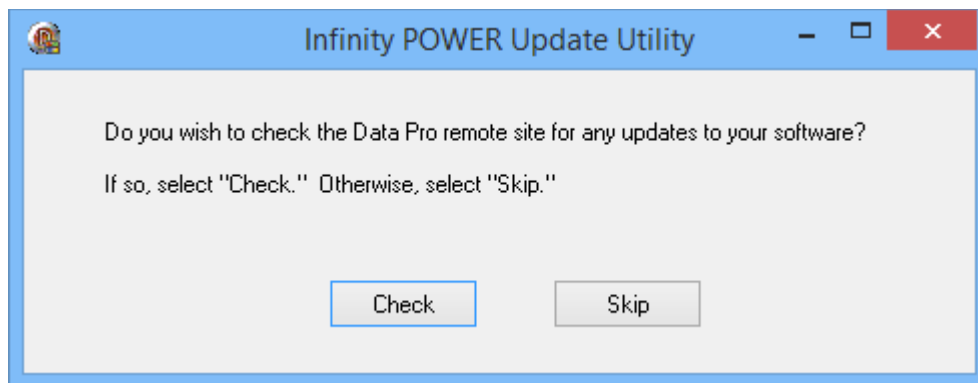 Infinity POWER Update Utility
Do you wish to check the Data Pro remote site for any updates to your software?
If so, select "Check."  Otherwise, select "Skip."
Check
Skip